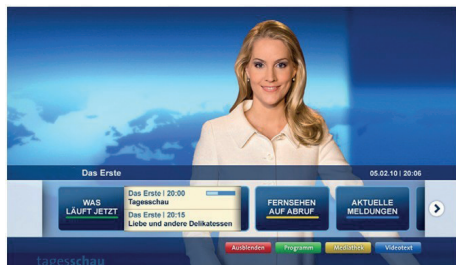 Das Erste
05.02.10 | 20:06
WAS
LÄUFT JETZT
Das Erste | 20:00
Tagesschau
Das Erste | 20:15
Liebe und andere Delikatessen
FERNSEHEN
AUF ABRUF
AKTUELLE
MELDUNGEN
Ausblenden
Programm
Mediathek
Videotext
tagesschau